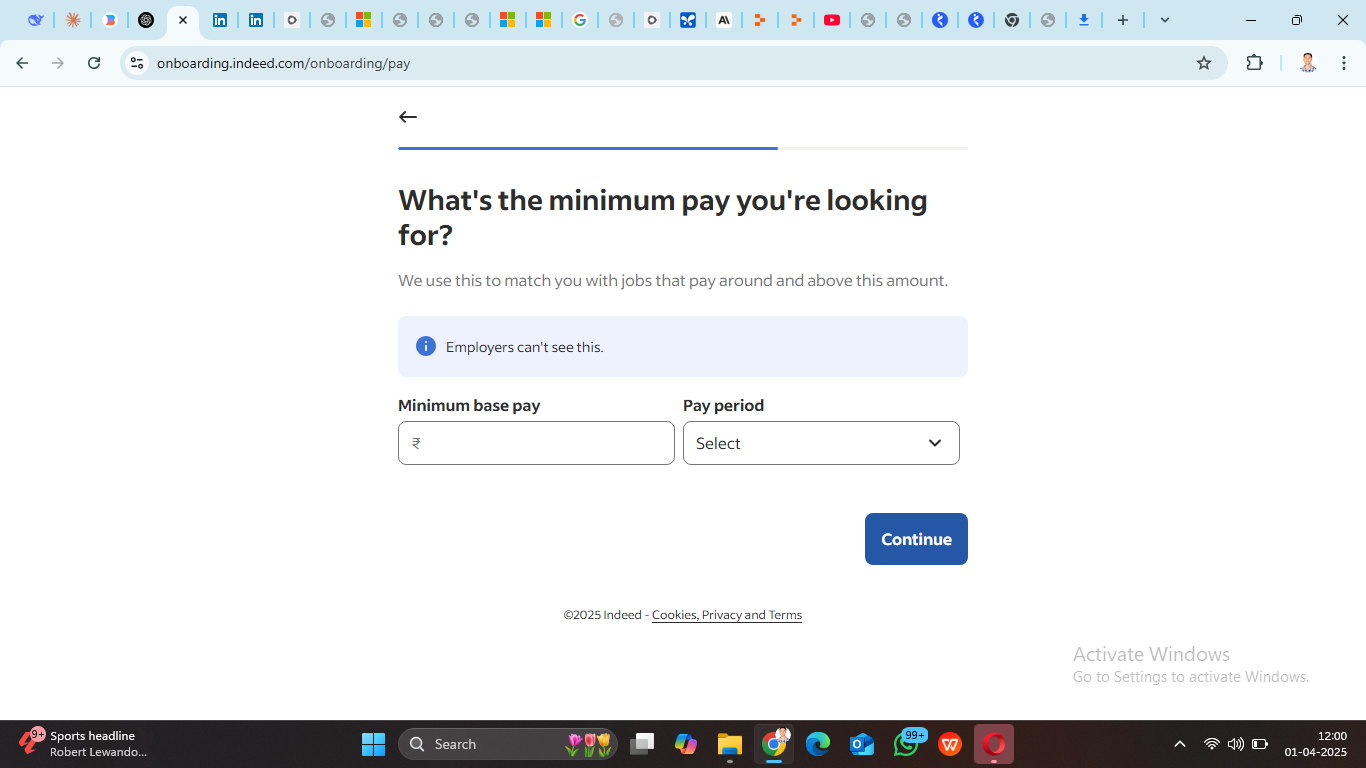 onboarding.indeed.com/onboarding/pay
What's the minimum pay you're looking
for?
We use this to match you with jobs that pay around and above this amount.
Employers can't see this.
Minimum base pay
Pay period
₹
Select
Continue
©2025 Indeed - Cookies, Privacy and Terms
Activate Windows
Go to Settings to activate Windows.
9+
Sports headline
Robert Lewando...
Search
99+
12:00
01-04-2025